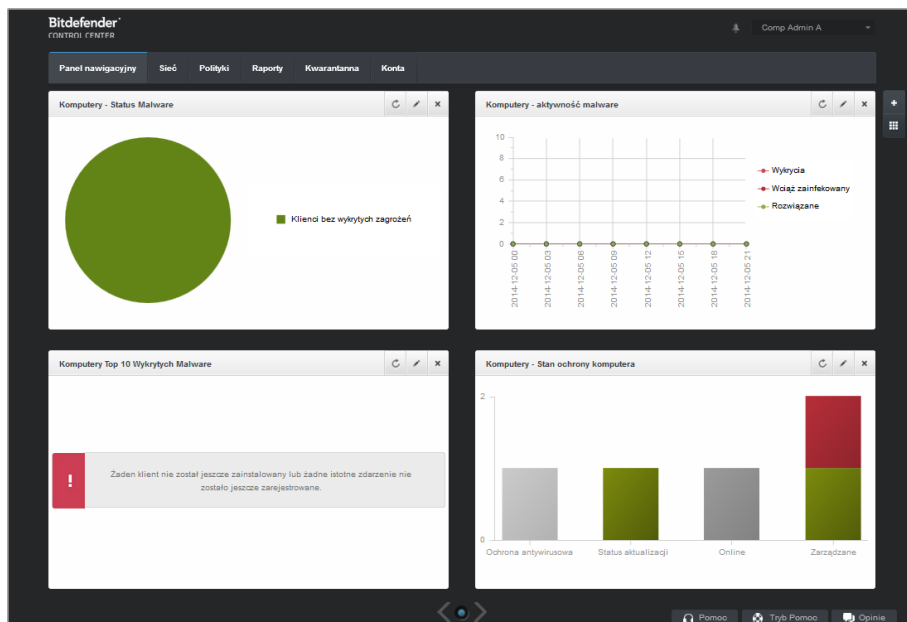 Bitdefender
CONTROL CENTER
Comp Admin A
Panel nawigacyjny
Sieć
Polityki
Raporty
Kwarantanna
Konta
Komputery - Status Malware
Klienci bez wykrytych zagrożeń
Komputery - aktywność malware
10
8
6
4
2
0
2014-12-05 00
2014-12-05 03
2014-12-05 06
2014-12-05 09
2014-12-05 12
2014-12-05 15
2014-12-05 18
2014-12-05 21
Wykrycia
Wciąż zainfekowany
Rozwiązane
Komputery Top 10 Wykrytych Malware
!
Żaden klient nie został jeszcze zainstalowany lub żadne istotne zdarzenie nie
zostało jeszcze zarejestrowane.
Komputery - Stan ochrony komputera
2
0
Ochrona antywirusowa
Status aktualizacji
Online
Zarządzane
Pomoc
Tryb Pomoc
Opinie